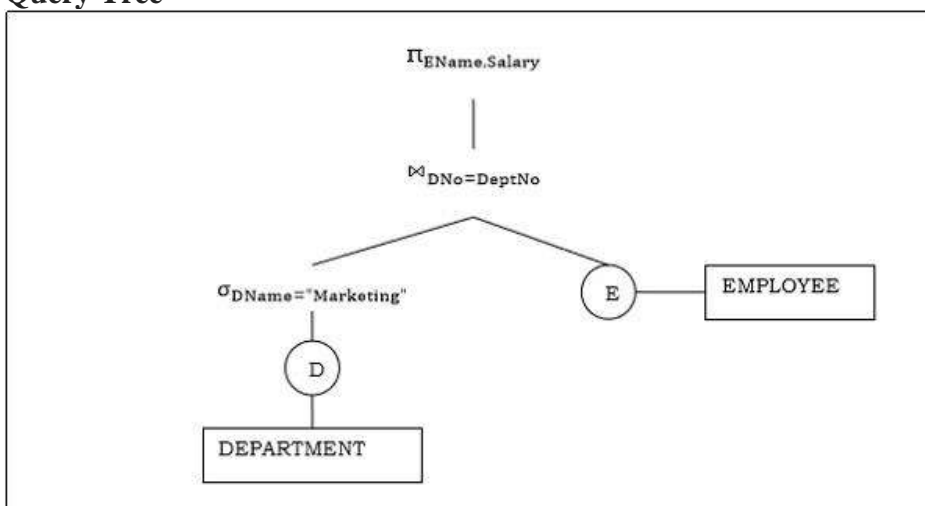 Query Tree
ΠEName.Salary
⋈DNo=DeptNo
σDName="Marketing"
E
EMPLOYEE
D
DEPARTMENT